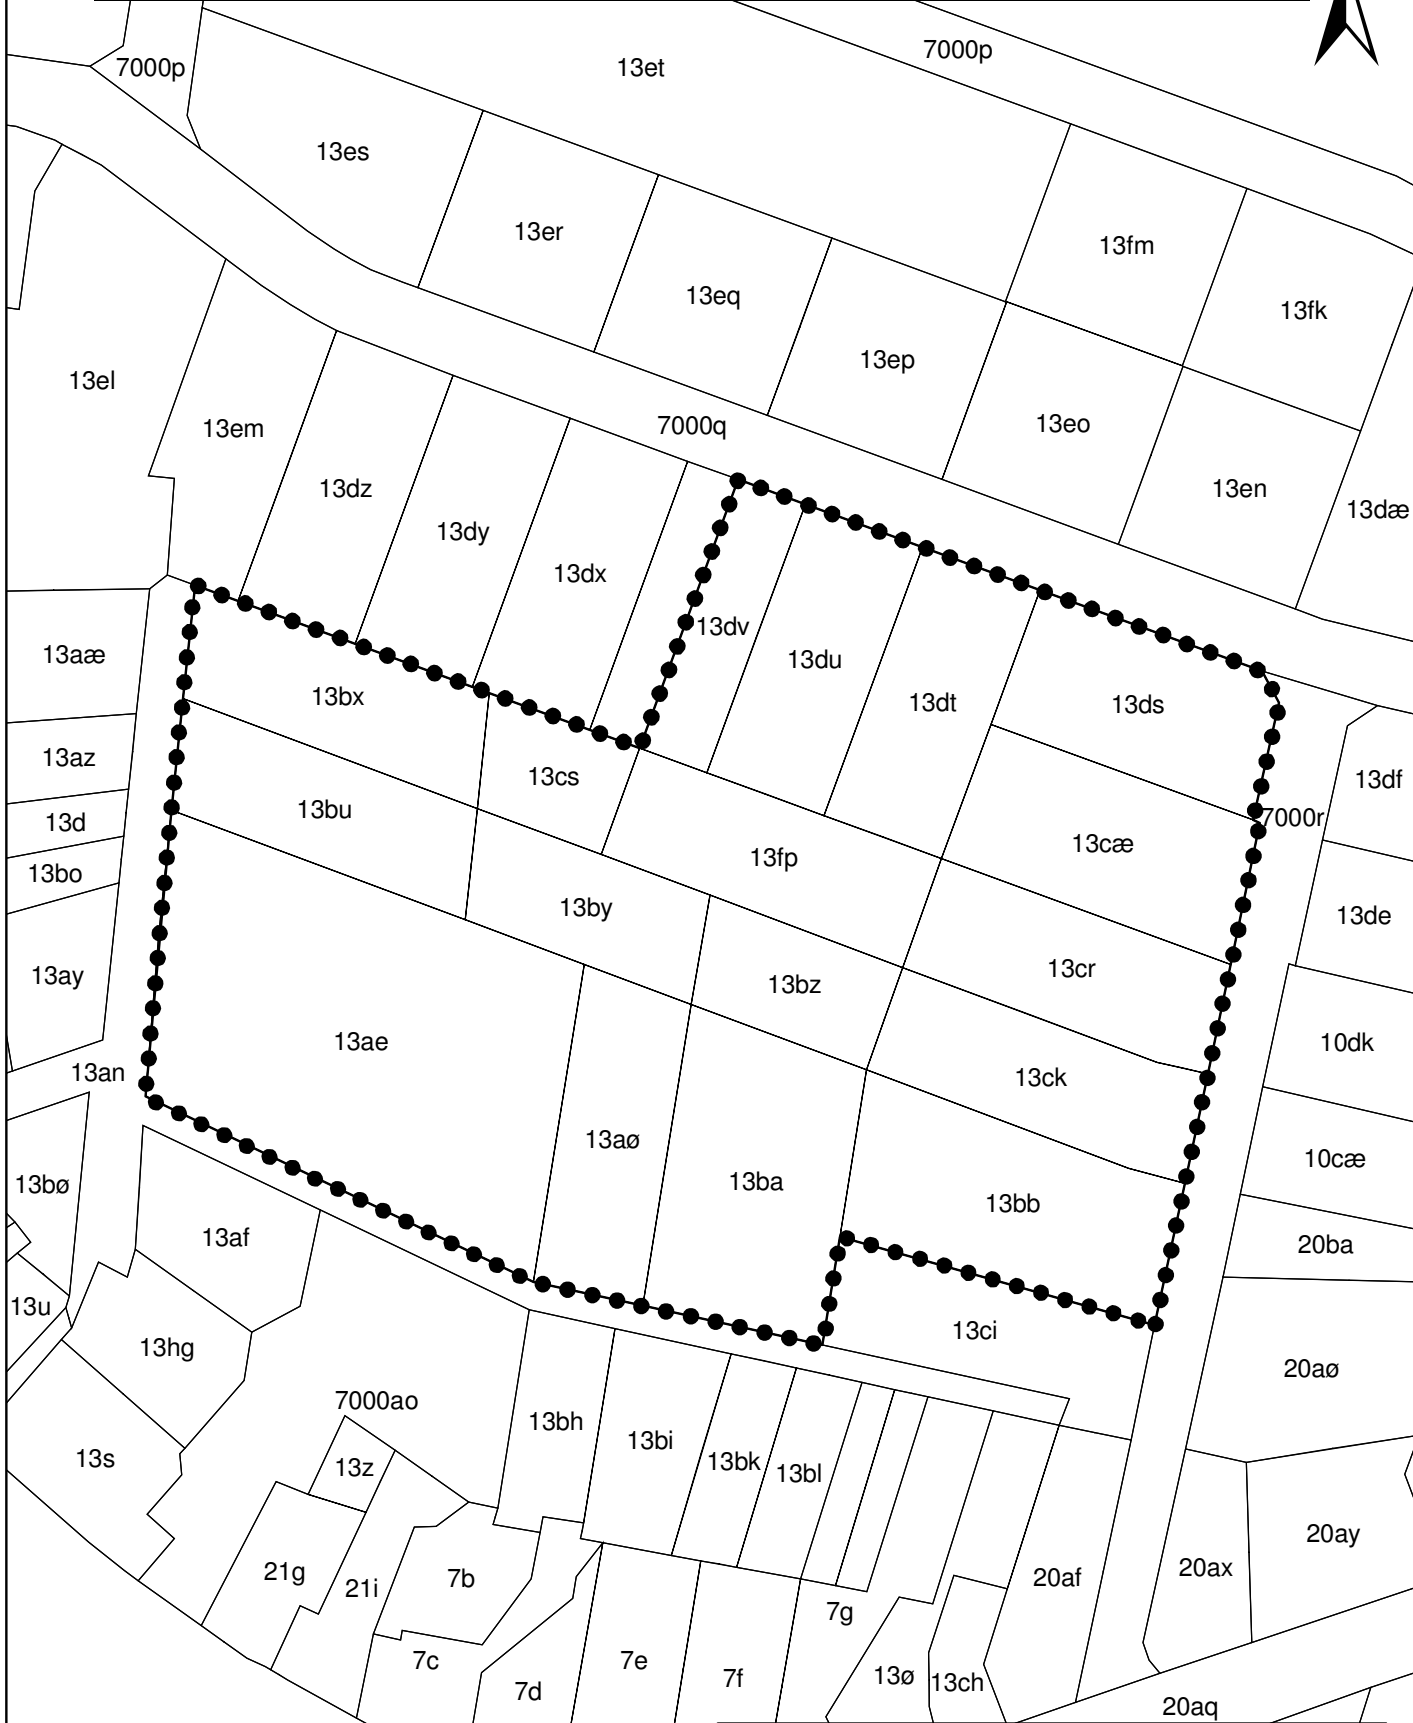 7000p
13et
7000p
13es
13er
13fm
13eq
13fk
13ep
13el
13em
7000q
13eo
13dz
13en
13dæ
13dy
13dx
13dv
13aæ
13du
13bx
13dt
13ds
13az
13cs
13df
13d
13bu
7000r
13cæ
13fp
13bo
13by
13de
13ay
13bz
13cr
13ae
10dk
13an
13ck
13aø
10cæ
13bø
13ba
13bb
13af
20ba
13u
13ci
13hg
20aø
7000ao
13bh
13bi
13s
13z
13bk
13bl
20ay
21g
21i
7b
20af
20ax
7g
7c
7e
13ø
13ch
7f
7d
20aq